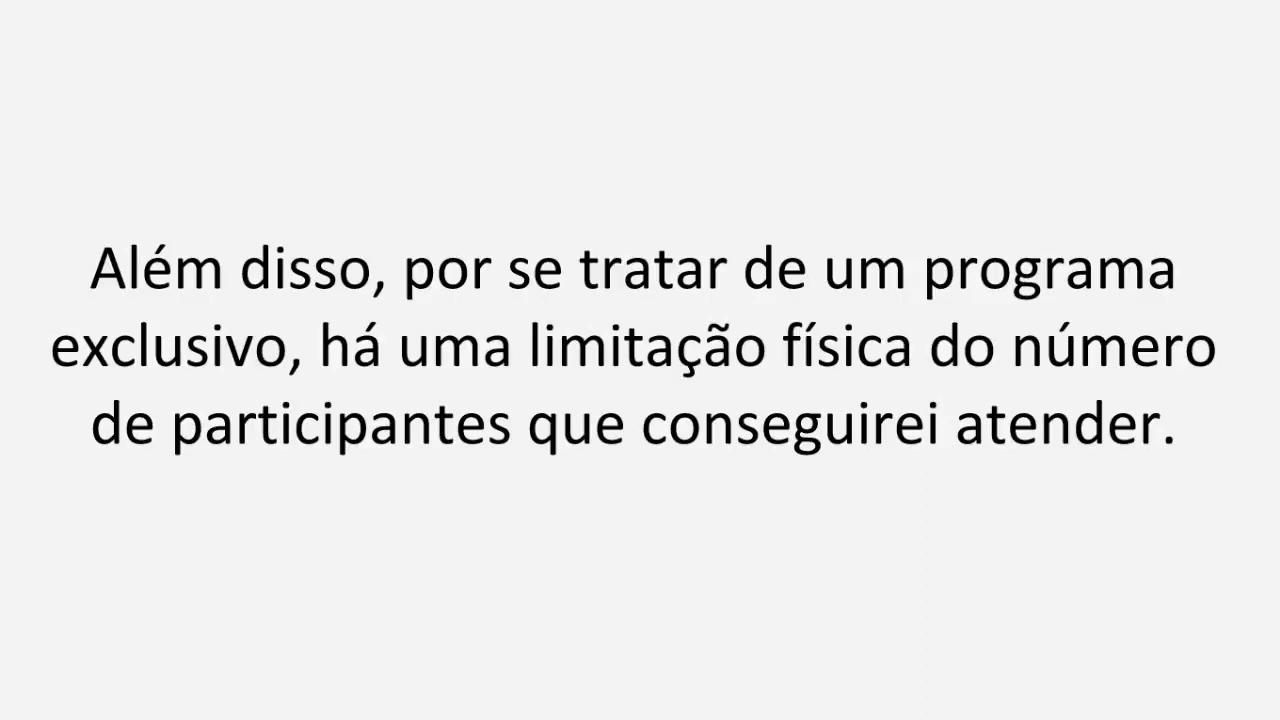 Além disso, por se tratar de um programa
exclusivo, há uma limitação física do número
de participantes que conseguirei atender.